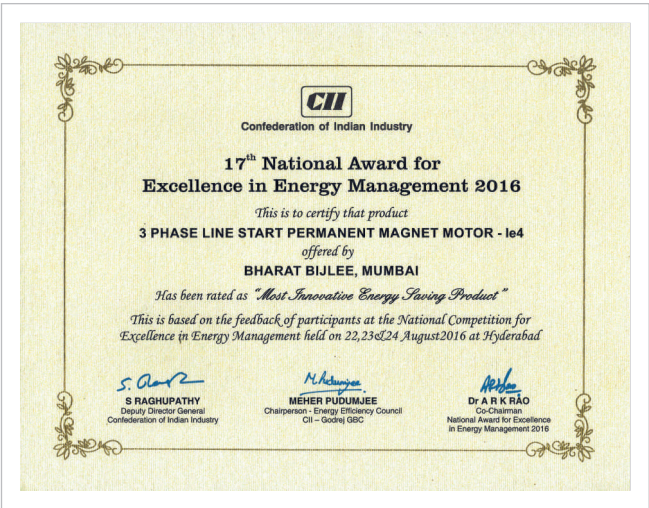 CII
Confederation of Indian Industry
17th National Award for
Excellence in Energy Management 2016
This is to certify that product
3 PHASE LINE START PERMANENT MAGNET MOTOR - Ie4
offered by
BHARAT BIJLEE, MUMBAI
Has been rated as "Most Innovative Energy Saving Product"
This is based on the feedback of participants at the National Competition for
Excellence in Energy Management held on 22,23&24 August2016 at Hyderabad
S RAGHUPATHY
Deputy Director General
Confederation of Indian Industry
MEHER PUDUMJEE
Chairperson - Energy Efficiency Council
CII – Godrej GBC
Dr A R K RAO
Co-Chairman
National Award for Excellence
in Energy Management 2016